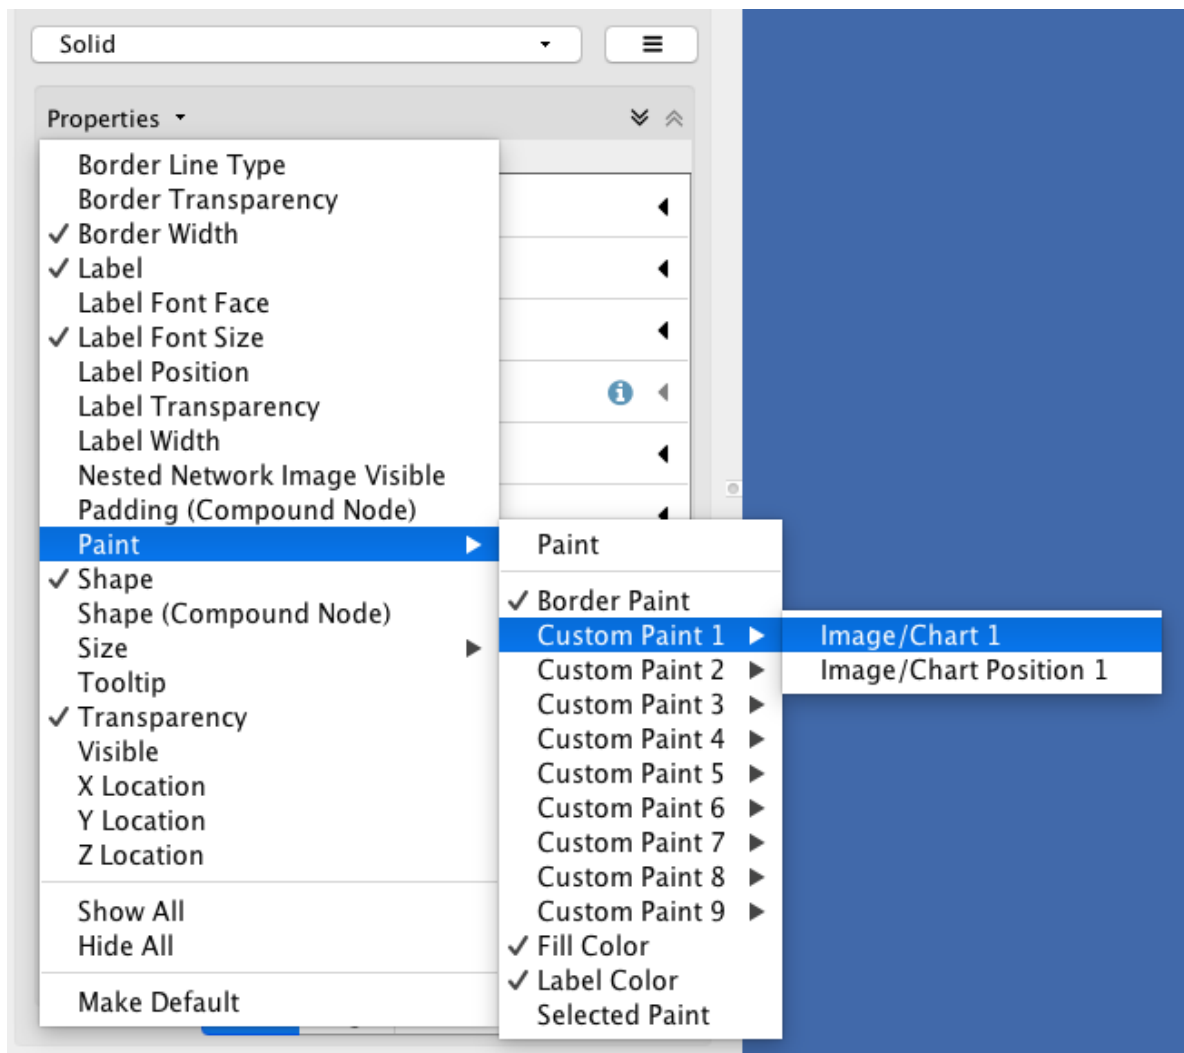 Solid
Properties
Border Line Type
Border Transparency
Border Width
Label
Label Font Face
Label Font Size
Label Position
Label Transparency
Label Width
Nested Network Image Visible
Padding (Compound Node)
Paint
Shape
Shape (Compound Node)
Size
Tooltip
Transparency
Visible
X Location
Y Location
Z Location
Show All
Hide All
Make Default
Paint
Border Paint
Custom Paint 1
Custom Paint 2
Custom Paint 3
Custom Paint 4
Custom Paint 5
Custom Paint 6
Custom Paint 7
Custom Paint 8
Custom Paint 9
Fill Color
Label Color
Selected Paint
Image/Chart 1
Image/Chart Position 1